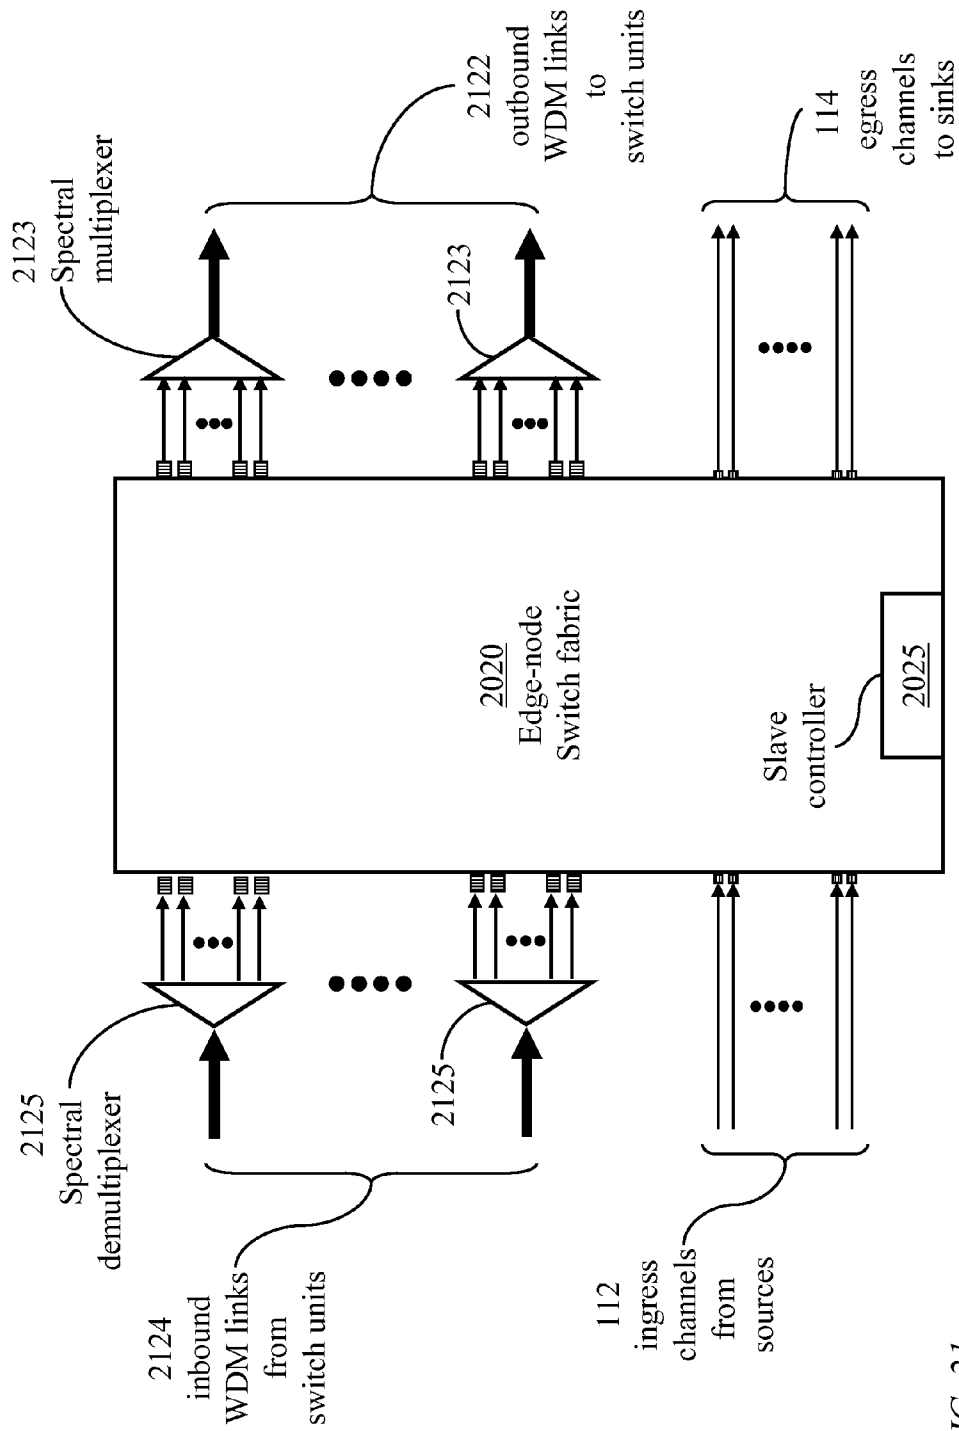 2125
Spectral
demultiplexer
2123
Spectral
multiplexer
2124
inbound
WDM links
from
switch units
2122
outbound
WDM links
to
switch units
2125
2123
2020
Edge-node
Switch fabric
112
ingress
channels
from
sources
Slave
controller
2025
114
egress
channels
to sinks
IG. 21